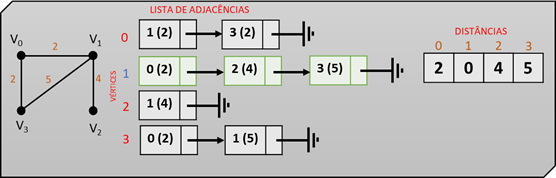 LISTA DE ADJACÊNCIAS
DISTÂNCIAS
V0 2 V1
2 5 4
V3 V2
VÉRTICES
0 1 (2) 3 (2)
1 0 (2) 2 (4) 3 (5)
2 1 (4)
3 0 (2) 1 (5)
0 1 2 3
2 0 4 5